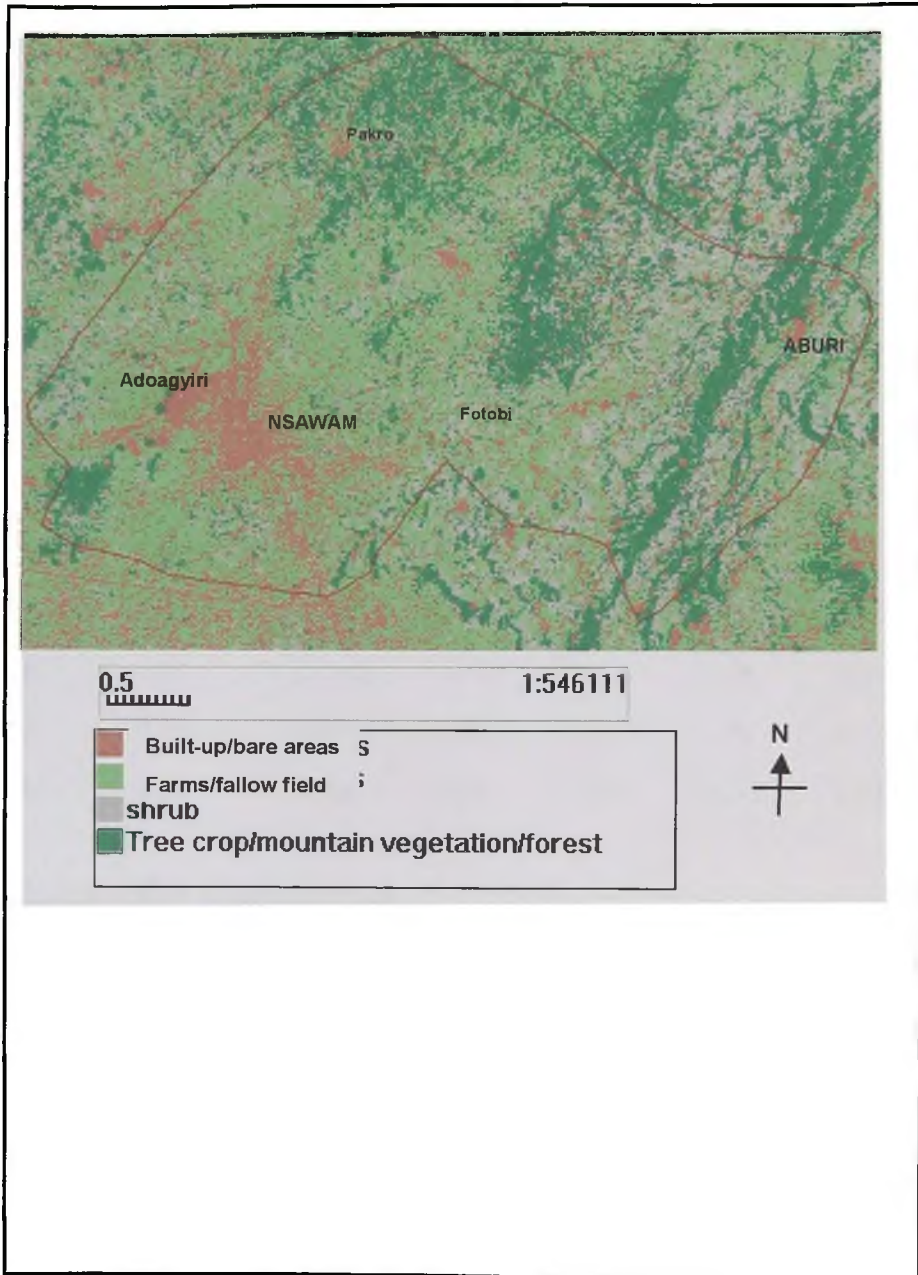 Pakro
ABURI
Adoagyiri
Fotobi
NSAWAM
0.5 1:546111
N
Built-up/bare areas s
Farms/fallow field
shrub
Tree crop/mountain vegetation/forest